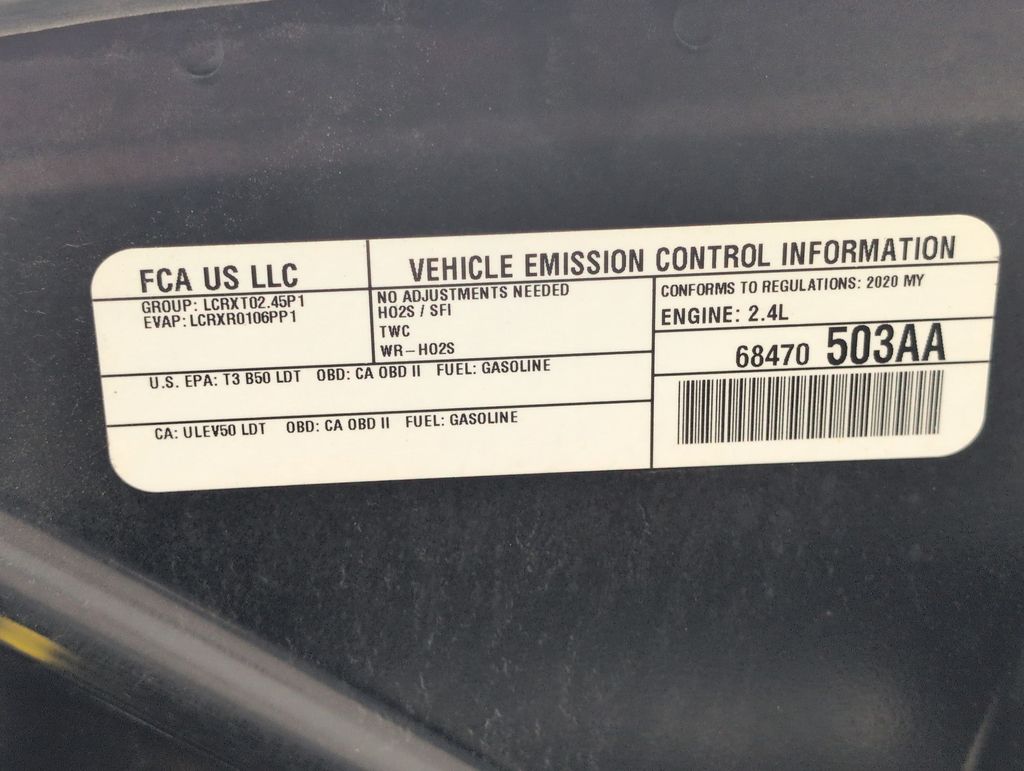 FCA US LLC
GROUP: LCRXT02.45P1
EVAP: LCRXR0106PP1
VEHICLE EMISSION CONTROL INFORMATION
NO ADJUSTMENTS NEEDED
HO2S / SFI
TWC
WR-HO2S
CONFORMS TO REGULATIONS: 2020 MY
ENGINE: 2.4L
68470 503AA
U.S. EPA: T3 B50 LDT OBD: CA OBD II FUEL: GASOLINE
CA: ULEV50 LDT OBD: CA OBD II FUEL: GASOLINE